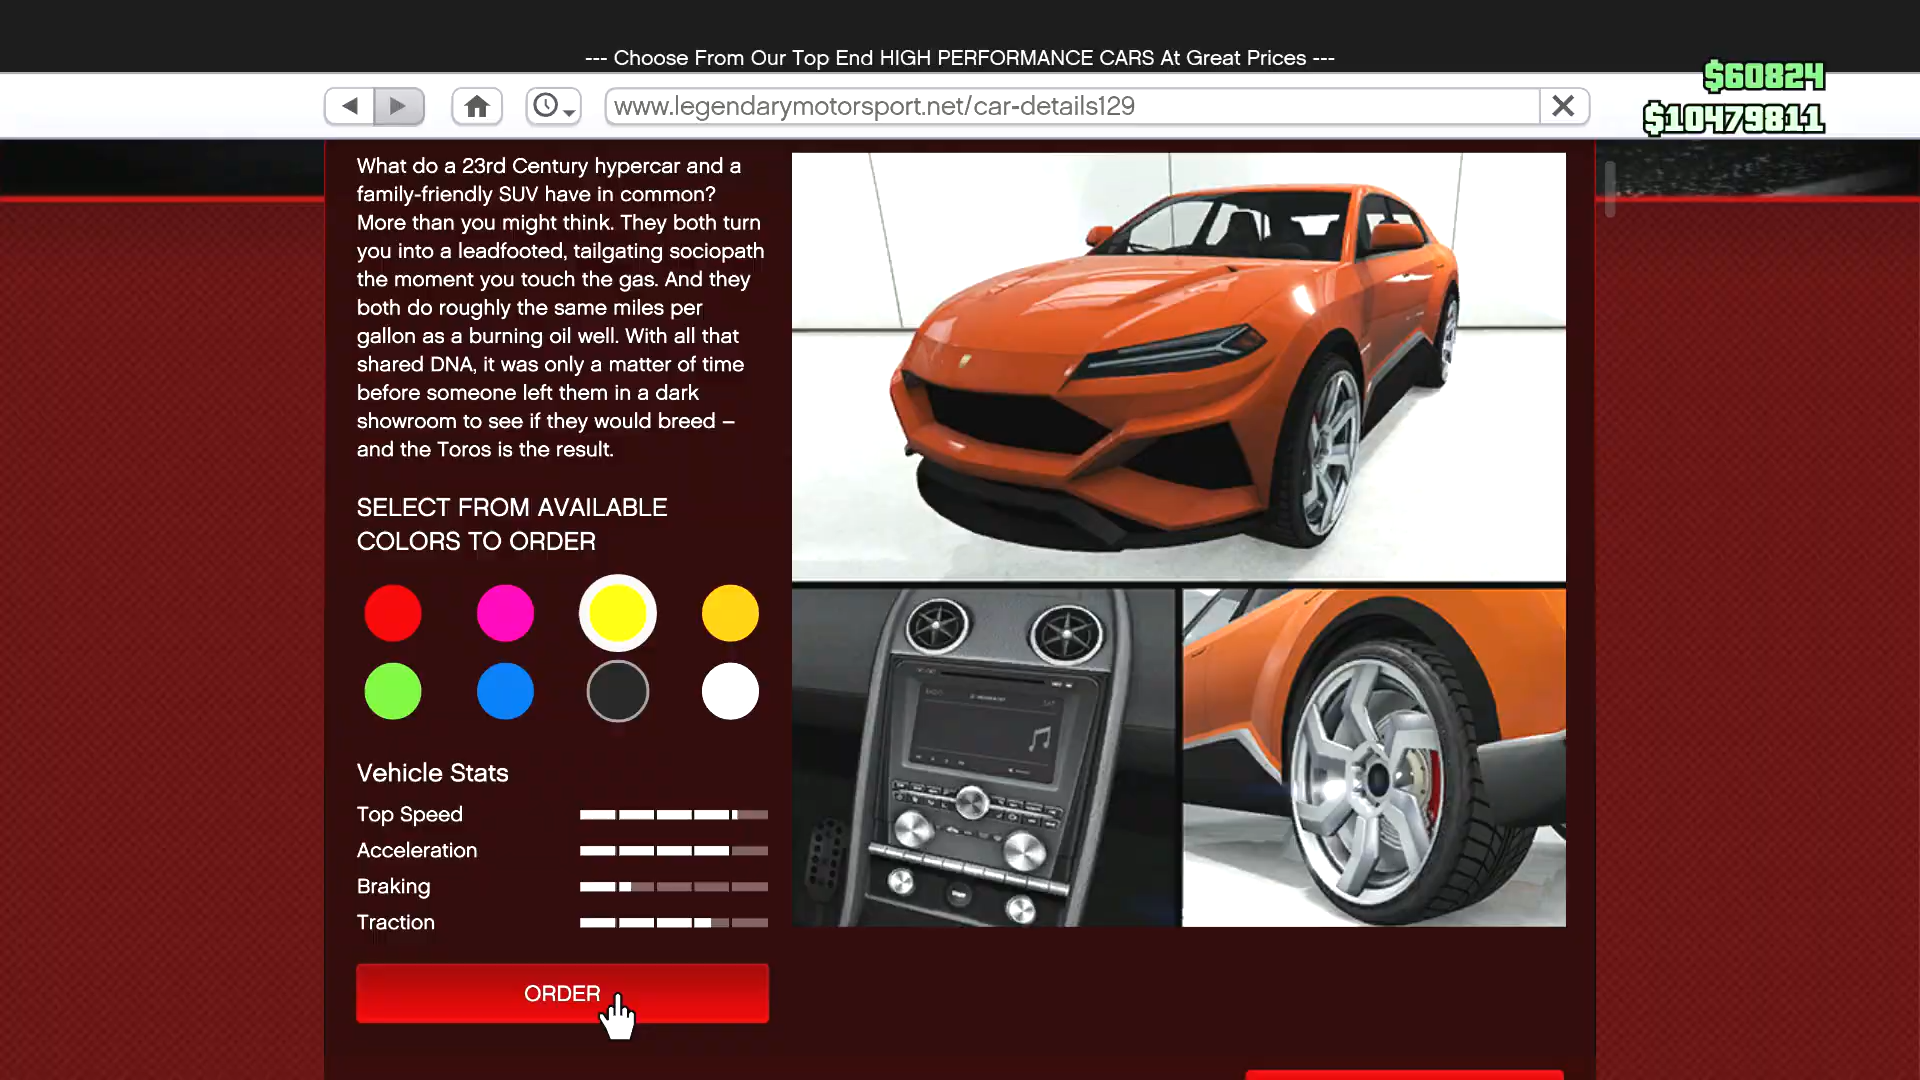 --- Choose From Our Top End HIGH PERFORMANCE CARS At Great Prices ---
$60824
www.legendarymotorsport.net/car-details129
$10479811
What do a 23rd Century hypercar and a
family-friendly SUV have in common?
More than you might think. They both turn
you into a leadfooted, tailgating sociopath
the moment you touch the gas. And they
both do roughly the same miles per
gallon as a burning oil well. With all that
shared DNA, it was only a matter of time
before someone left them in a dark
showroom to see if they would breed –
and the Toros is the result.
SELECT FROM AVAILABLE
COLORS TO ORDER
Vehicle Stats
Top Speed
Acceleration
Braking
Traction
ORDER